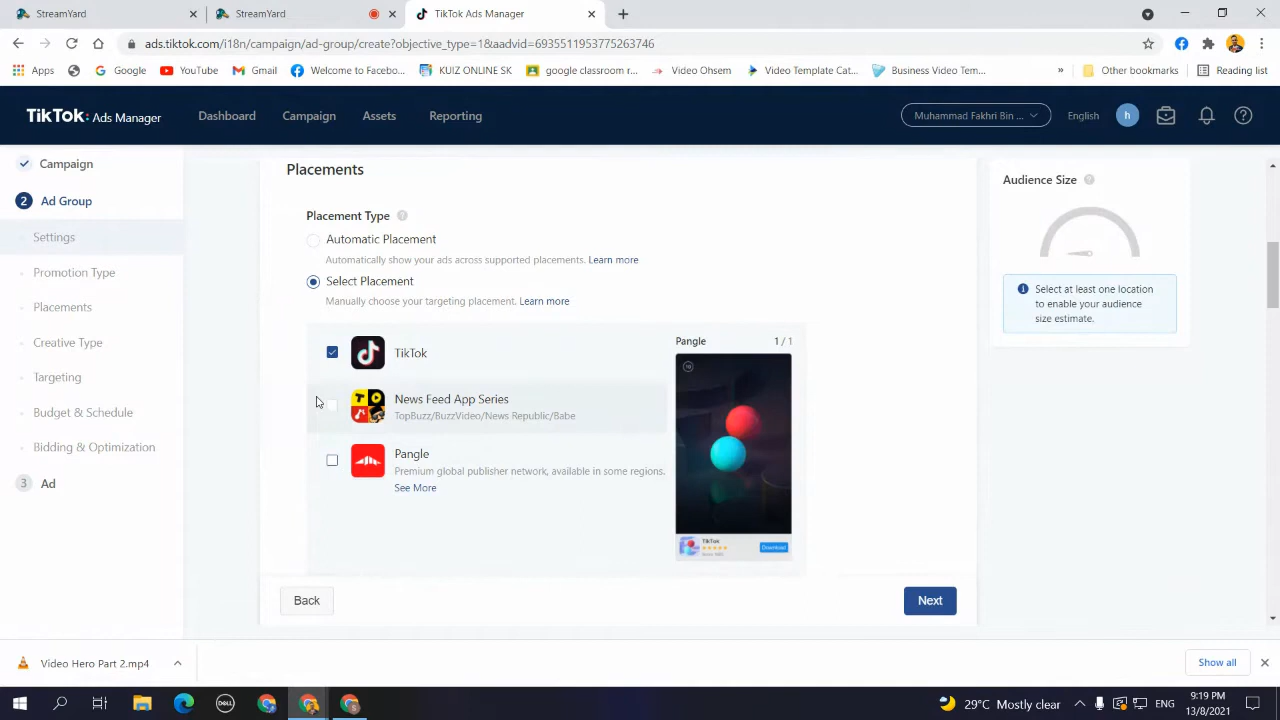 StreamYard
StreamYard
TikTok Ads Manager
ads.tiktok.com/i18n/campaign/ad-group/create?objective_type=1&aadvid=6935511953775263746
Apps
Google
YouTube
Gmail
Welcome to Facebo...
KUIZ ONLINE SK
google classroom r...
Video Ohsem
Video Template Cat...
Business Video Tem...
»
Other bookmarks
Reading list
TikTok: Ads Manager
Dashboard
Campaign
Assets
Reporting
Muhammad Fakhri Bin ...
English
h
Campaign
2 Ad Group
Settings
Promotion Type
Placements
Creative Type
Targeting
Budget & Schedule
Bidding & Optimization
3 Ad
Placements
Placement Type
Automatic Placement
Automatically show your ads across supported placements. Learn more
Select Placement
Manually choose your targeting placement. Learn more
TikTok
News Feed App Series
TopBuzz/BuzzVideo/News Republic/Babe
Pangle
Premium global publisher network, available in some regions.
See More
Pangle 1 / 1
TikTok
Download
Back
Next
Audience Size
Select at least one location
to enable your audience
size estimate.
Video Hero Part 2.mp4
Show all
DELL
29°C Mostly clear
ENG
9:19 PM
13/8/2021